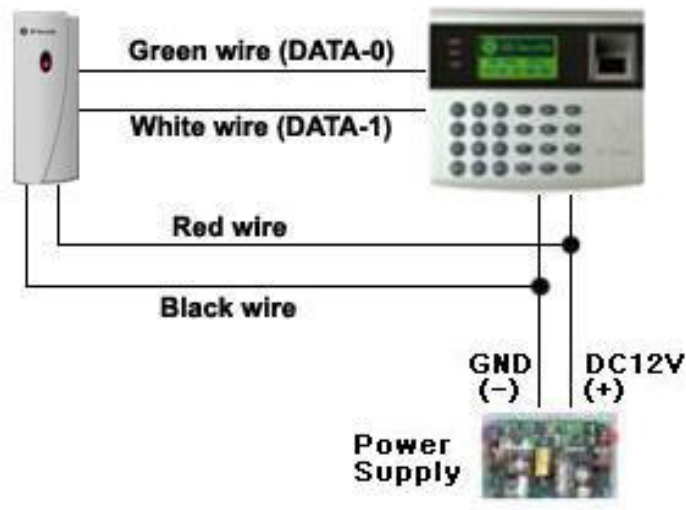 Green wire (DATA-0)
White wire (DATA-1)
Red wire
Black wire
GND
(-)
DC12V
(+)
Power
Supply